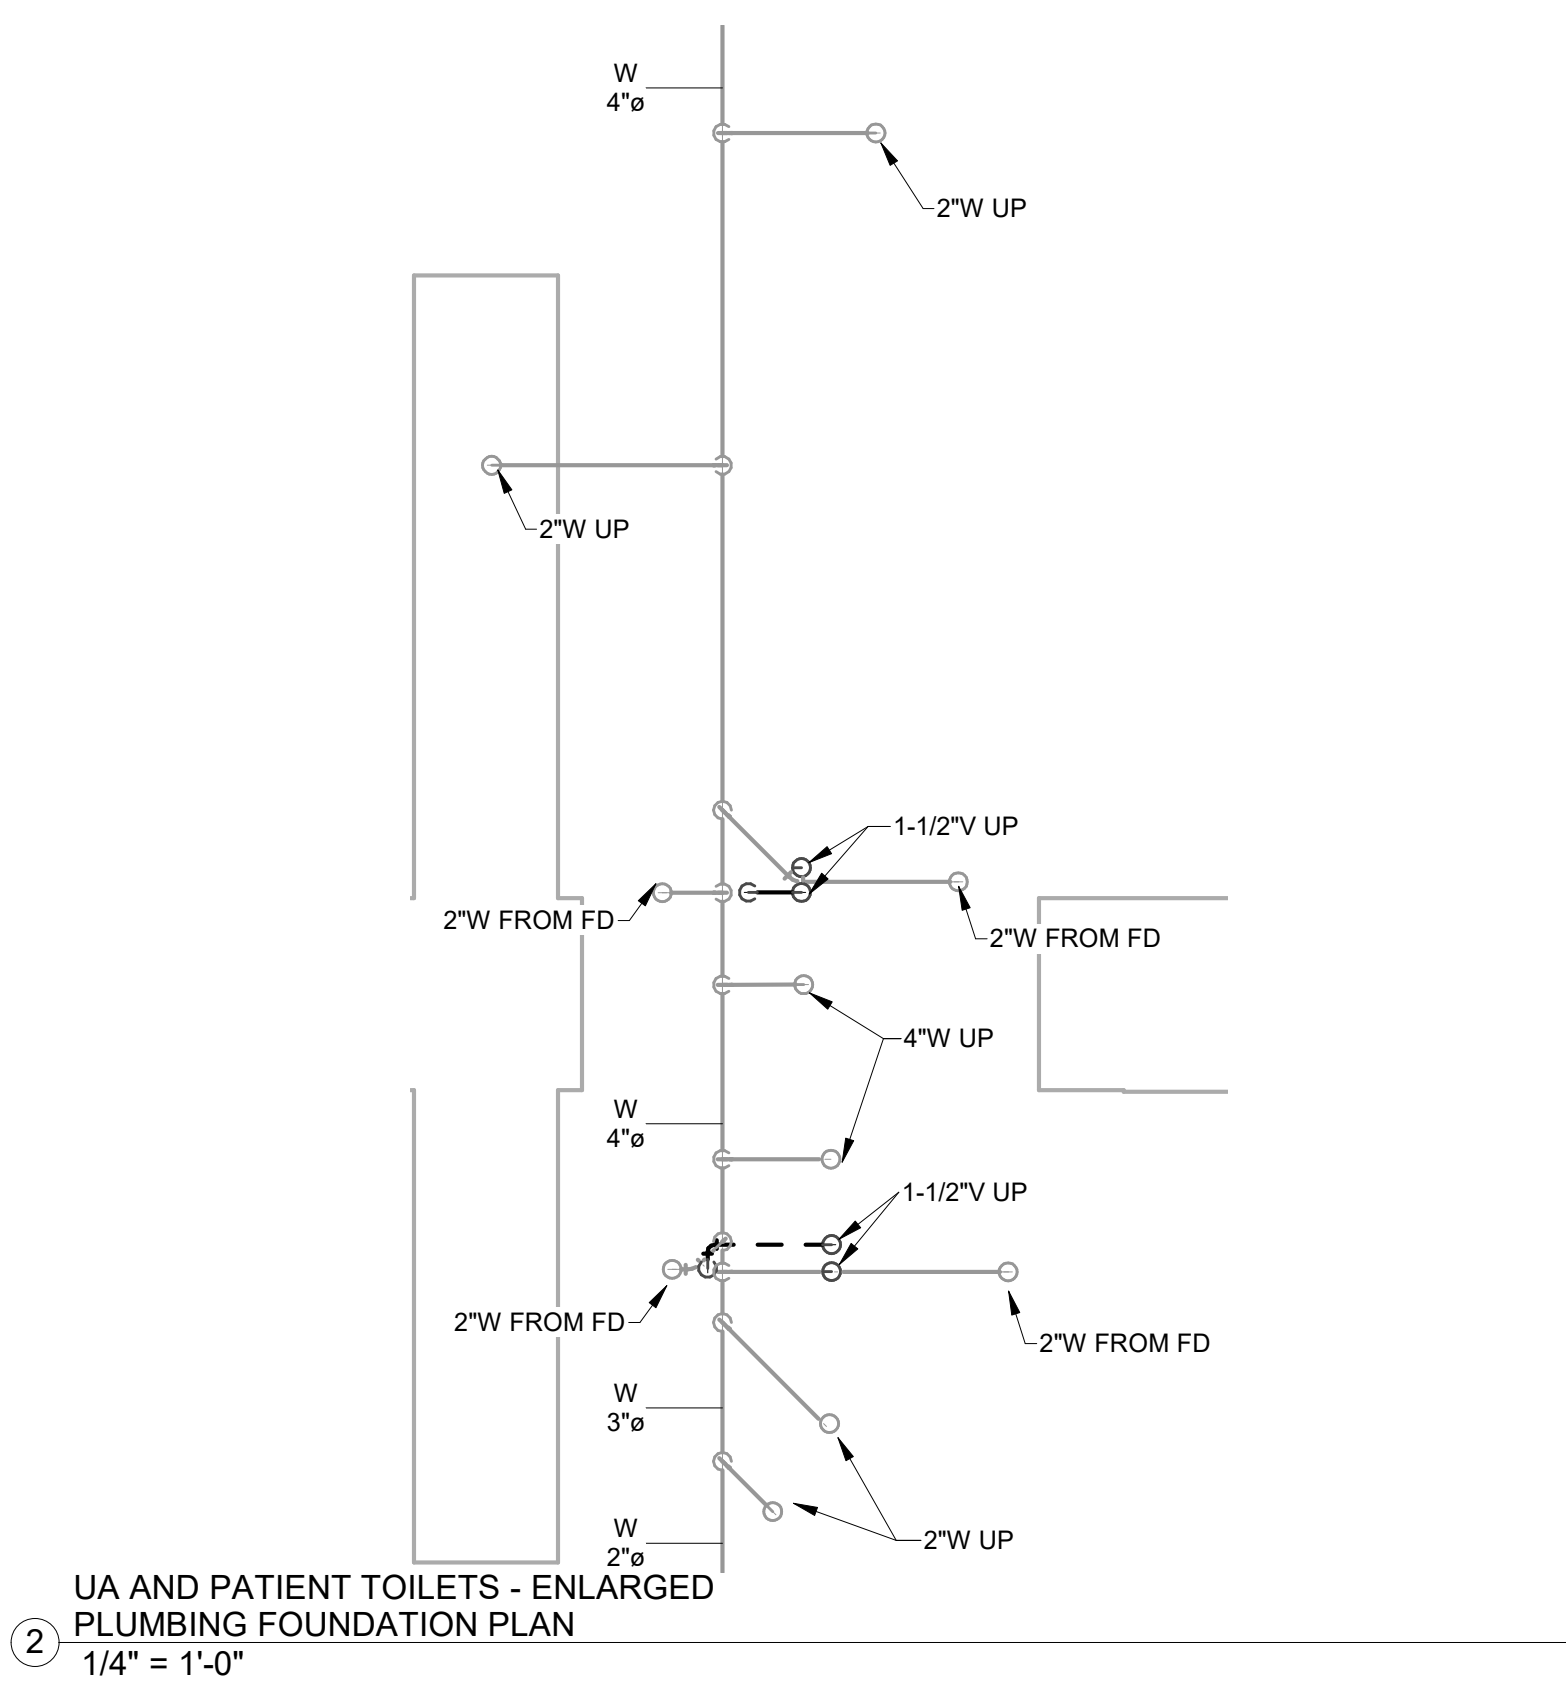 W
4"ø
2"W UP
2"W UP
1-1/2"V UP
2"W FROM FD
2"W FROM FD
4"W UP
W
4"ø
1-1/2"V UP
2"W FROM FD
2"W FROM FD
W
3"ø
W
2"ø
2"W UP
UA AND PATIENT TOILETS - ENLARGED
PLUMBING FOUNDATION PLAN
2
1/4" = 1'-0"